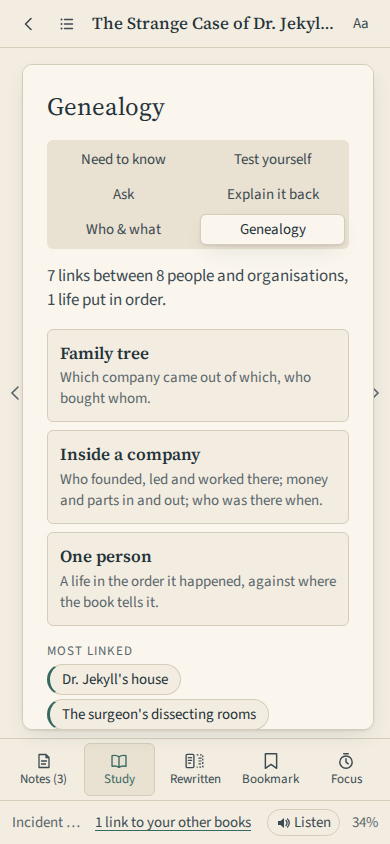 The Strange Case of Dr. Jekyl...
Aa
Genealogy
Need to know
Test yourself
Ask
Explain it back
Who & what
Genealogy
7 links between 8 people and organisations,
1 life put in order.
Family tree
Which company came out of which, who
bought whom.
Inside a company
Who founded, led and worked there; money
and parts in and out; who was there when.
One person
A life in the order it happened, against where
the book tells it.
MOST LINKED
Dr. Jekyll's house
The surgeon's dissecting rooms
Notes (3)
Study
Rewritten
Bookmark
Focus
Incident ...
1 link to your other books
Listen
34%